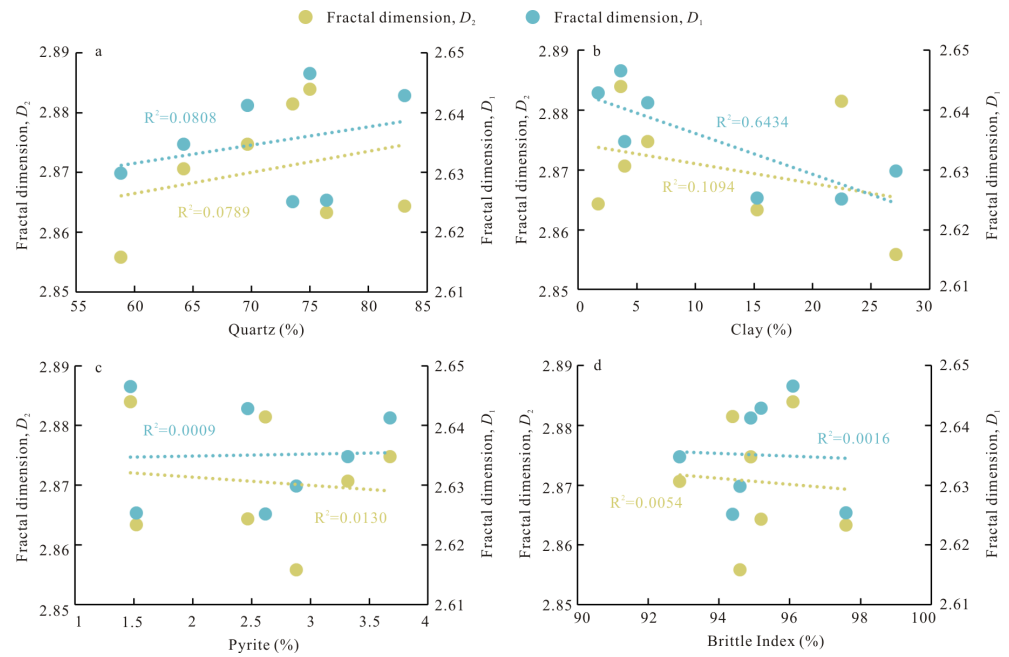 Fractal dimension, D₂
Fractal dimension, D₁
a
2.89
2.88
2.87
2.86
2.85
Fractal dimension, D₂
2.65
2.64
2.63
2.62
2.61
Fractal dimension, D₁
R²=0.0808
R²=0.0789
55 60 65 70 75 80 85
Quartz (%)
b
2.89
2.88
2.87
2.86
2.85
Fractal dimension, D₂
2.65
2.64
2.63
2.62
2.61
Fractal dimension, D₁
R²=0.6434
R²=0.1094
0 5 10 15 20 25 30
Clay (%)
c
2.89
2.88
2.87
2.86
2.85
Fractal dimension, D₂
2.65
2.64
2.63
2.62
2.61
Fractal dimension, D₁
R²=0.0009
R²=0.0130
1 1.5 2 2.5 3 3.50 4
Pyrite (%)
d
2.89
2.88
2.87
2.86
2.85
Fractal dimension, D₂
2.65
2.64
2.63
2.62
2.61
Fractal dimension, D₁
R²=0.0016
R²=0.0054
90 92 94 96 98 100
Brittle Index (%)